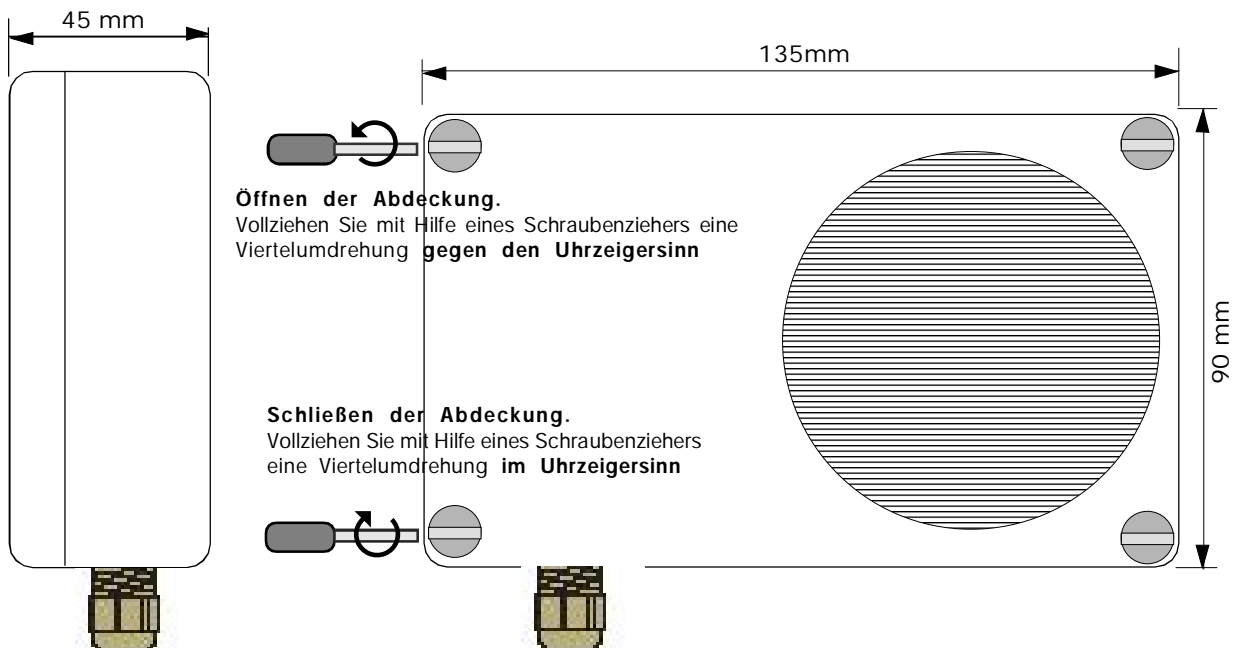 45 mm
135mm
Öffnen der Abdeckung.
Vollziehen Sie mit Hilfe eines Schraubenziehers eine
Viertelumdrehung gegen den Uhrzeigersinn
90 mm
Schließen der Abdeckung.
Vollziehen Sie mit Hilfe eines Schraubenziehers
eine Viertelumdrehung im Uhrzeigersinn